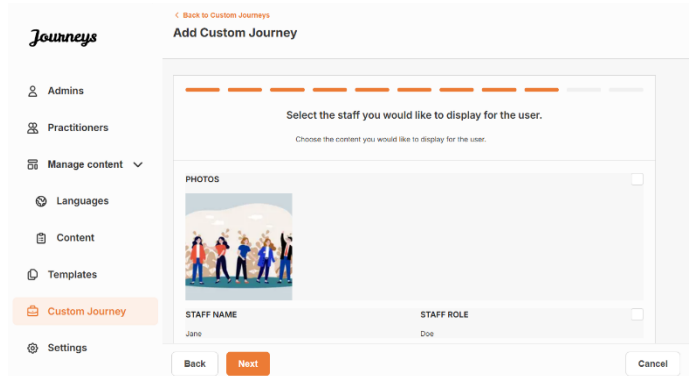 Journeys
Admins
Practitioners
Manage content
Languages
Content
Templates
Custom Journey
Settings
Back to Custom Journeys
Add Custom Journey
Select the staff you would like to display for the user.
Choose the content you would like to display for the user.
PHOTOS
STAFF NAME STAFF ROLE
Jane Doe
Back Next Cancel